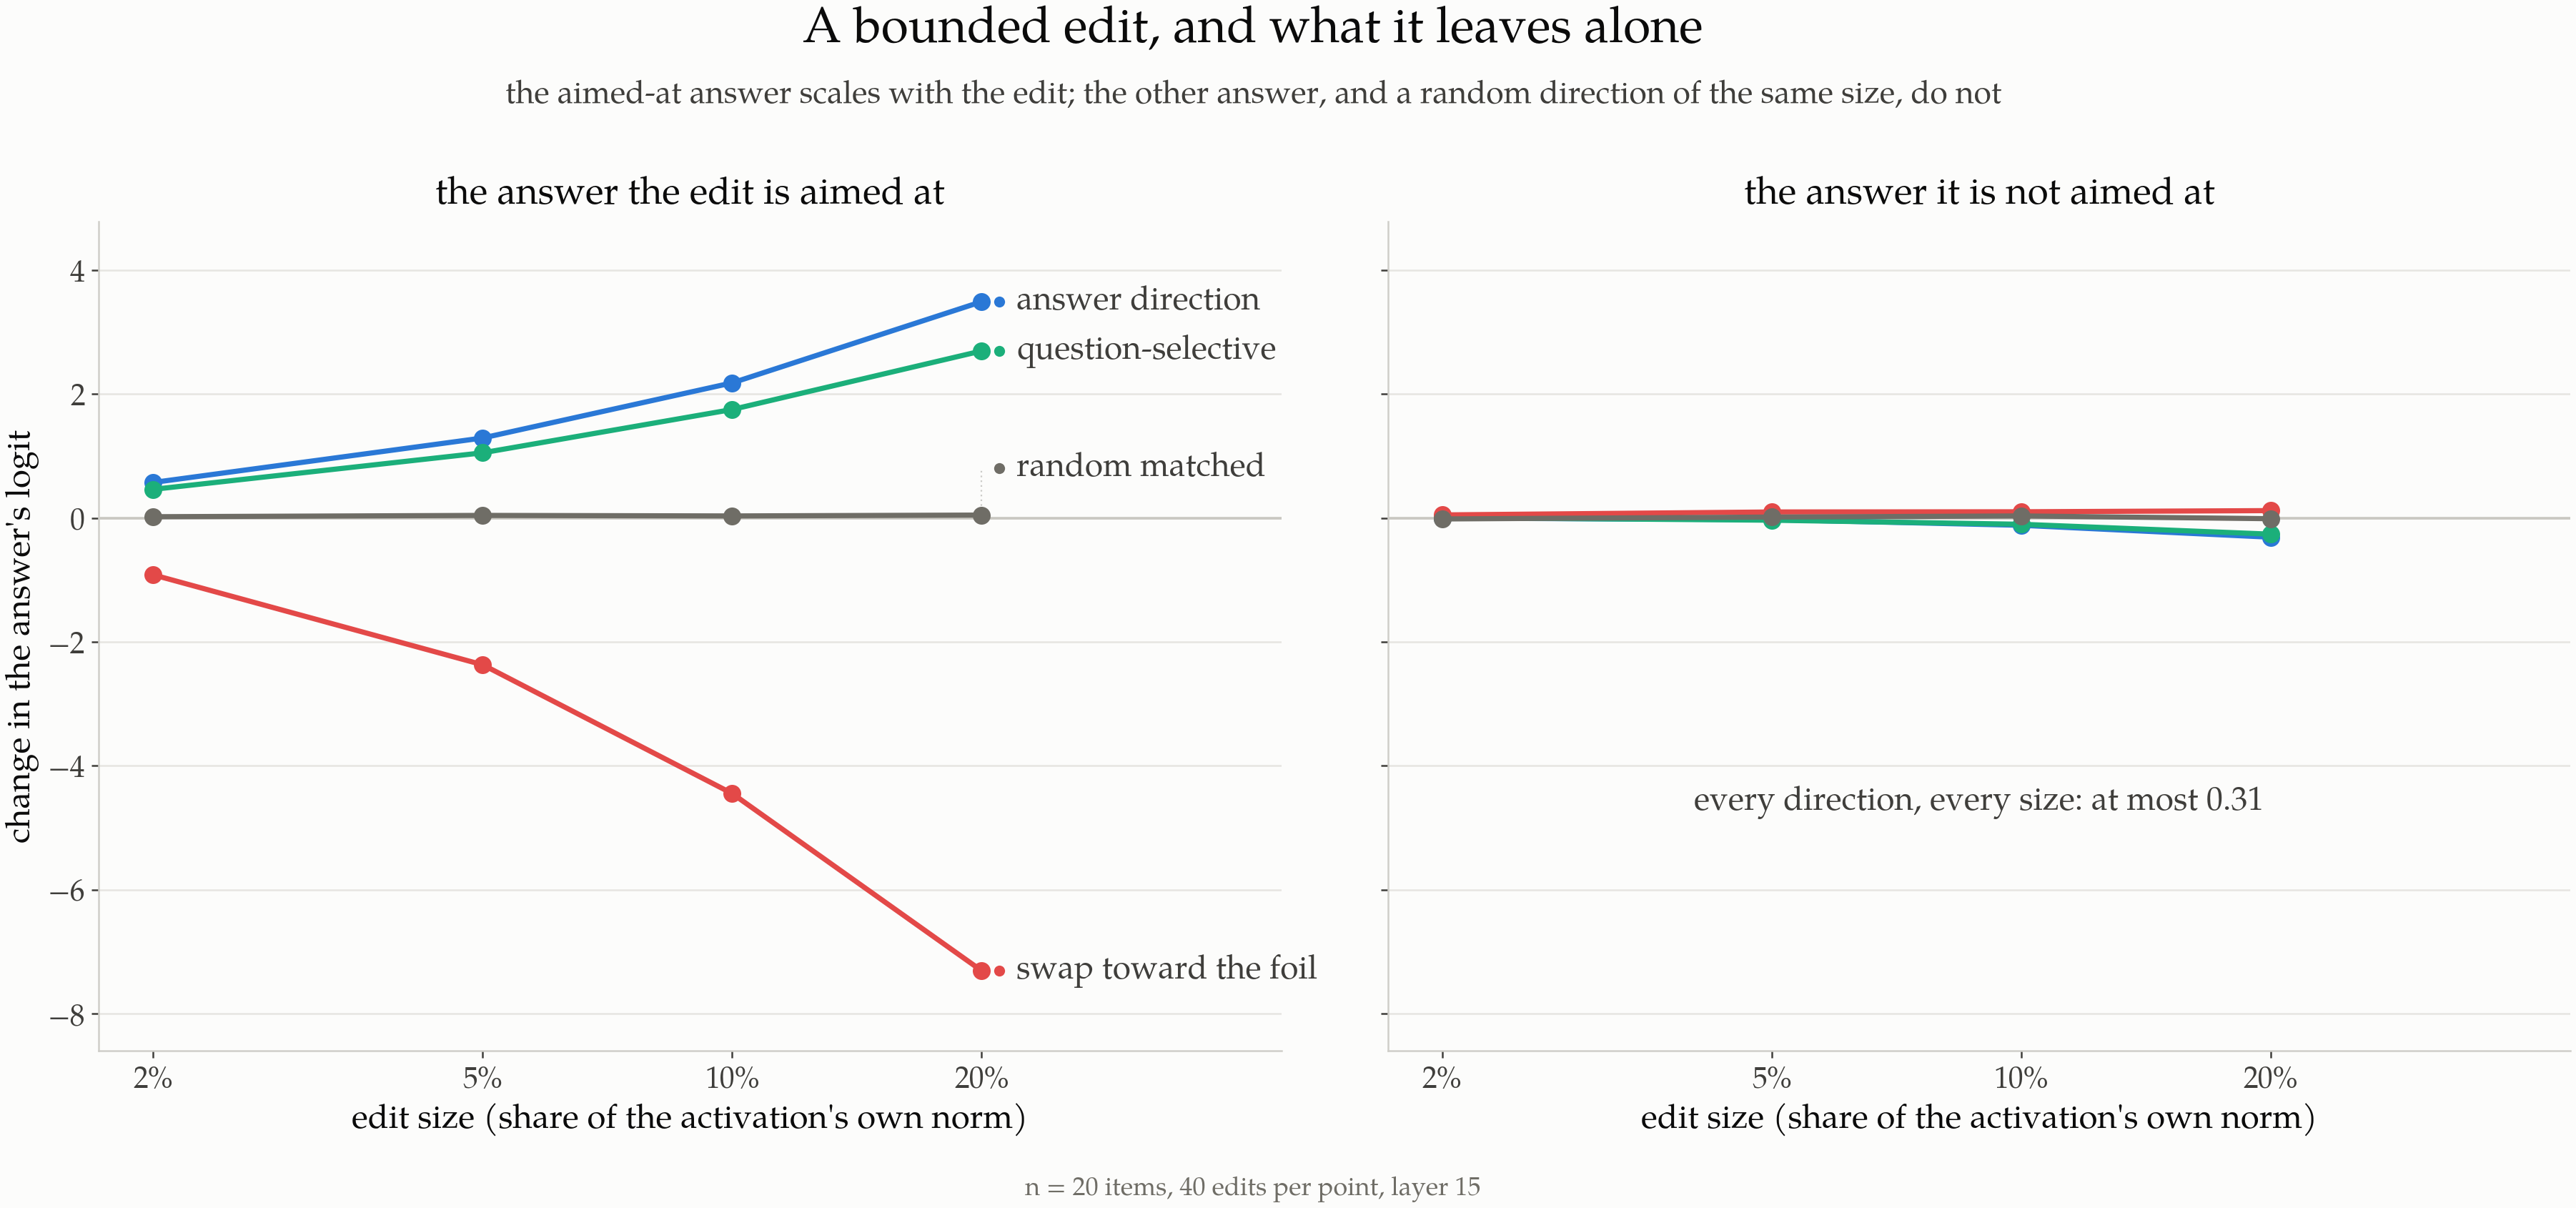 A bounded edit, and what it leaves alone
the aimed-at answer scales with the edit; the other answer, and a random direction of the same size, do not
the answer the edit is aimed at
change in the answer's logit
4
2
0
−2
−4
−6
−8
answer direction
question-selective
random matched
swap toward the foil
2%
5%
10%
20%
edit size (share of the activation's own norm)
the answer it is not aimed at
every direction, every size: at most 0.31
2%
5%
10%
20%
edit size (share of the activation's own norm)
n = 20 items, 40 edits per point, layer 15